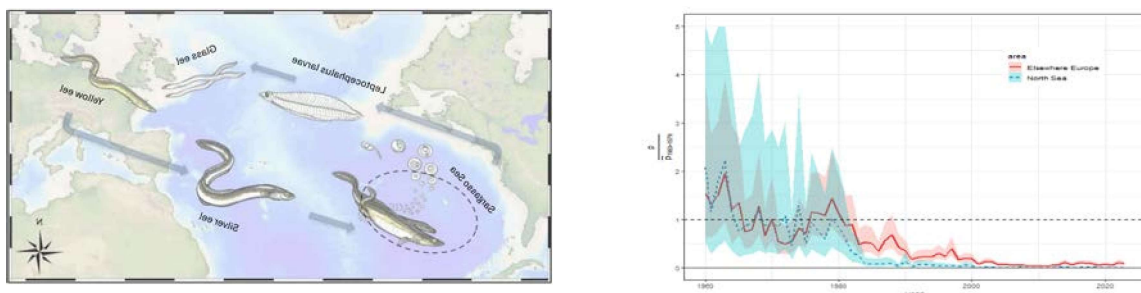 Glass eel
Leptocephalus larvae
Yellow eel
Sargasso Sea
Silver eel
N
5
4
3
2
1
0
area
Elsewhere Europe
North Sea
1960 1980 2000 2020